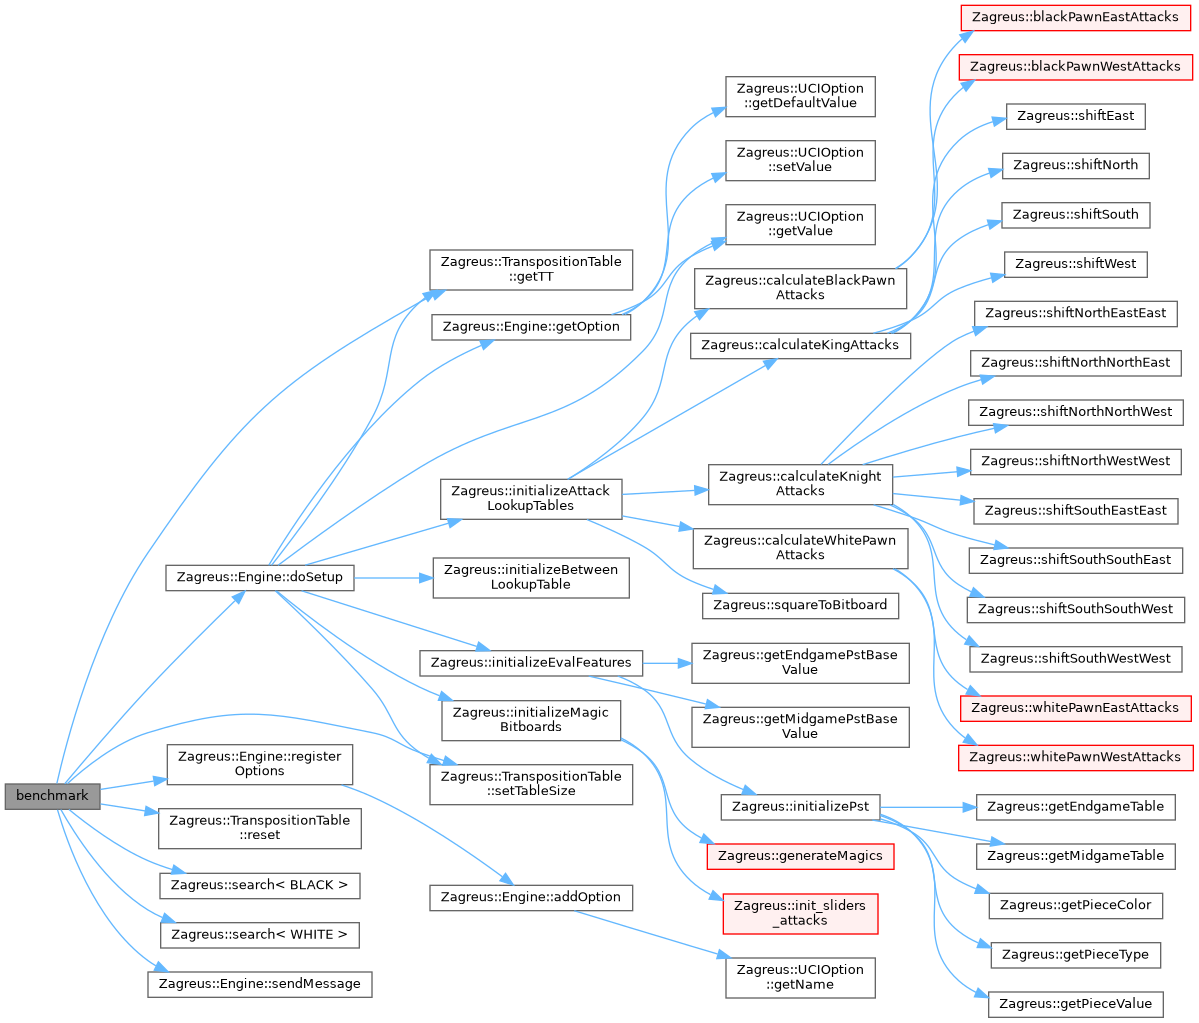 benchmark
Zagreus::Engine::doSetup
Zagreus::Engine::register
Options
Zagreus::TranspositionTable
::reset
Zagreus::search< BLACK >
Zagreus::search< WHITE >
Zagreus::Engine::sendMessage
Zagreus::TranspositionTable
::getTT
Zagreus::Engine::getOption
Zagreus::initializeAttack
LookupTables
Zagreus::initializeBetween
LookupTable
Zagreus::initializeEvalFeatures
Zagreus::initializeMagic
Bitboards
Zagreus::TranspositionTable
::setTableSize
Zagreus::Engine::addOption
Zagreus::UCIOption
::getDefaultValue
Zagreus::UCIOption
::setValue
Zagreus::UCIOption
::getValue
Zagreus::calculateBlackPawn
Attacks
Zagreus::calculateKingAttacks
Zagreus::calculateKnight
Attacks
Zagreus::calculateWhitePawn
Attacks
Zagreus::squareToBitboard
Zagreus::getEndgamePstBase
Value
Zagreus::getMidgamePstBase
Value
Zagreus::initializePst
Zagreus::generateMagics
Zagreus::init_sliders
_attacks
Zagreus::UCIOption
::getName
Zagreus::blackPawnEastAttacks
Zagreus::blackPawnWestAttacks
Zagreus::shiftEast
Zagreus::shiftNorth
Zagreus::shiftSouth
Zagreus::shiftWest
Zagreus::shiftNorthEastEast
Zagreus::shiftNorthNorthEast
Zagreus::shiftNorthNorthWest
Zagreus::shiftNorthWestWest
Zagreus::shiftSouthEastEast
Zagreus::shiftSouthSouthEast
Zagreus::shiftSouthSouthWest
Zagreus::shiftSouthWestWest
Zagreus::whitePawnEastAttacks
Zagreus::whitePawnWestAttacks
Zagreus::getEndgameTable
Zagreus::getMidgameTable
Zagreus::getPieceColor
Zagreus::getPieceType
Zagreus::getPieceValue